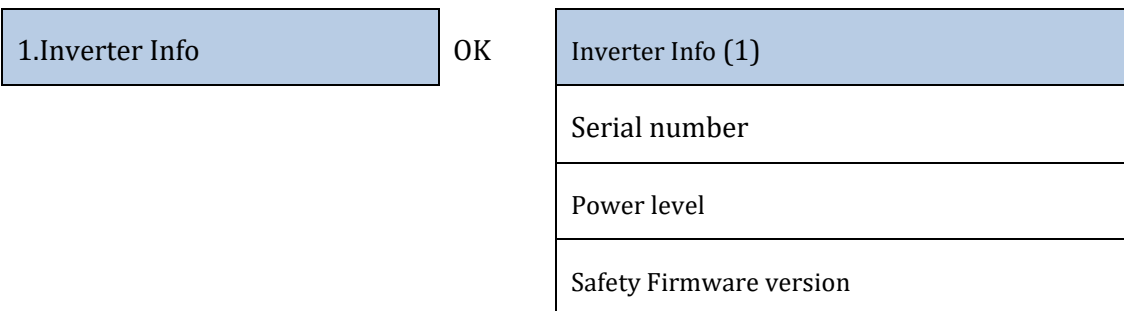 1.Inverter Info OK Inverter Info (1)
Serial number
Power level
Safety Firmware version